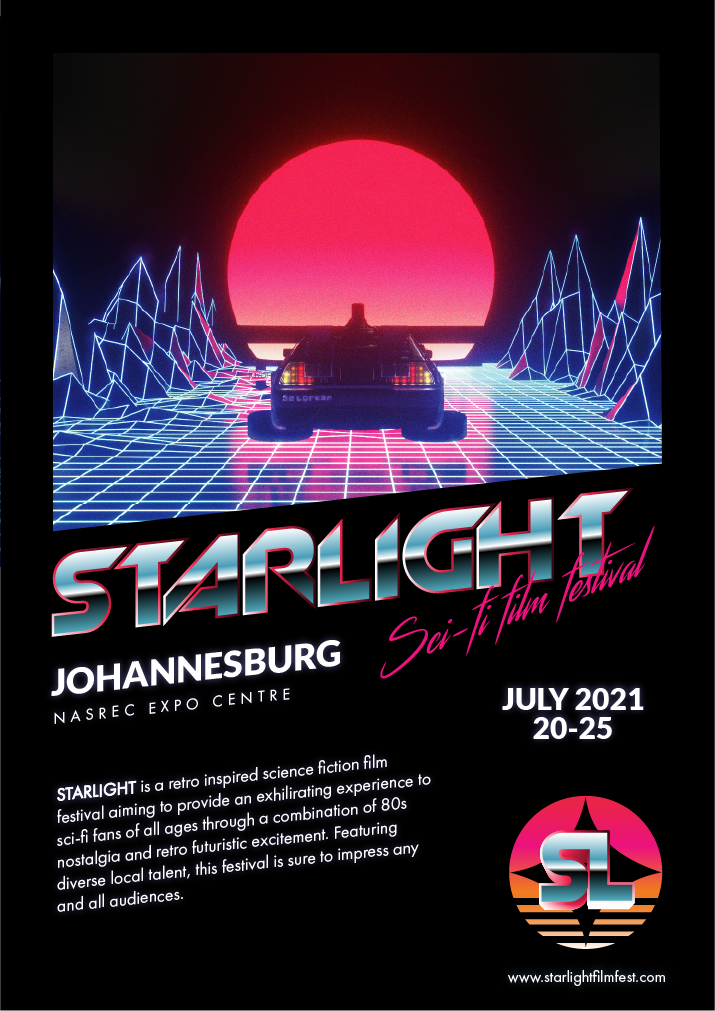 DeLorean
STARLIGHT
Sci-fi film festival
JOHANNESBURG
NASREC EXPO CENTRE
JULY 2021
20-25
STARLIGHT is a retro inspired science fiction film
festival aiming to provide an exhilirating experience to
sci-fi fans of all ages through a combination of 80s
nostalgia and retro futuristic excitement. Featuring
diverse local talent, this festival is sure to impress any
and all audiences.
SL
www.starlightfilmfest.com